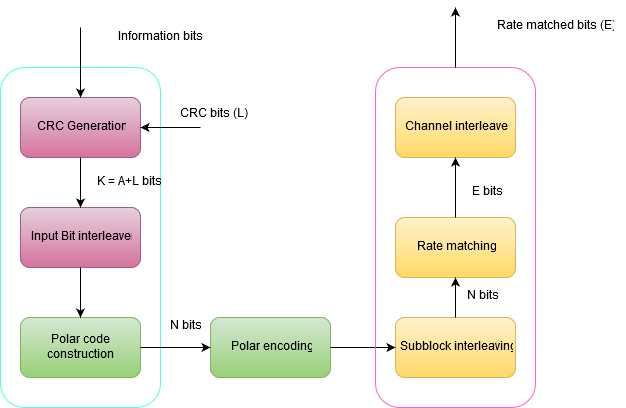 Information bits
CRC Generation
CRC bits (L)
K = A+L bits
Input Bit interleave
Polar code
construction
N bits
Polar encoding
Subblock interleaving
N bits
Rate matching
E bits
Channel interleave
Rate matched bits (E)